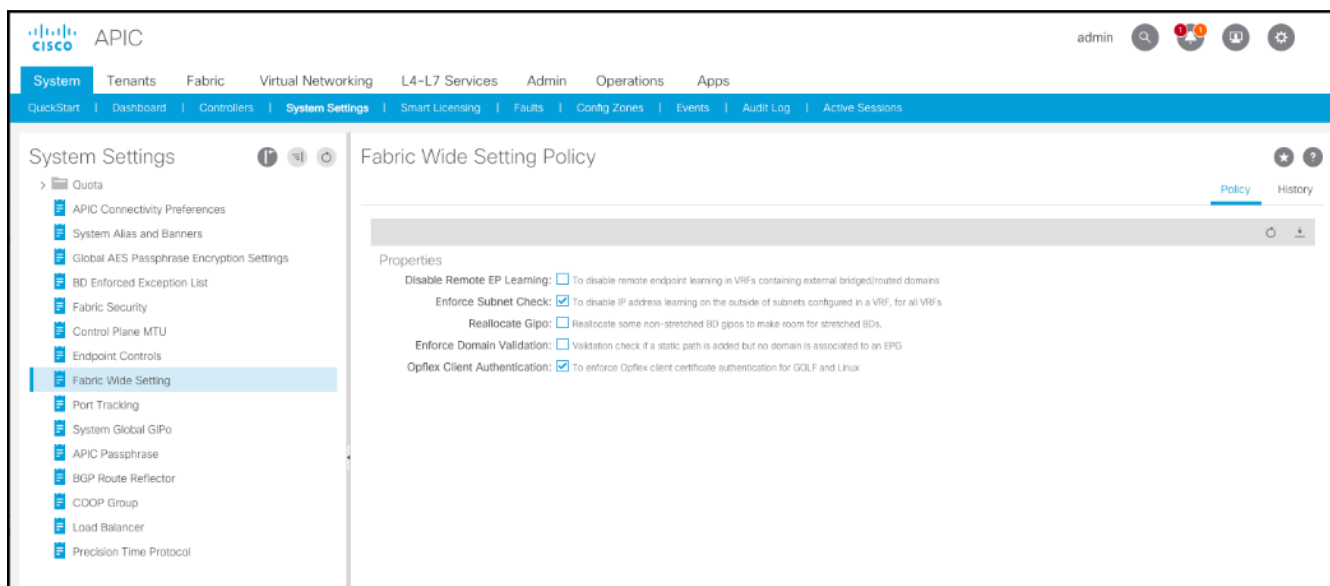 CISCO APIC admin 1 1
System Tenants Fabric Virtual Networking L4-L7 Services Admin Operations Apps
QuickStart | Dashboard | Controllers | System Settings | Smart Licensing | Faults | Config Zones | Events | Audit Log | Active Sessions
System Settings
Quota
APIC Connectivity Preferences
System Alias and Banners
Global AES Passphrase Encryption Settings
BD Enforced Exception List
Fabric Security
Control Plane MTU
Endpoint Controls
Fabric Wide Setting
Port Tracking
System Global GIPo
APIC Passphrase
BGP Route Reflector
COOP Group
Load Balancer
Precision Time Protocol
Fabric Wide Setting Policy
Policy History
Properties
Disable Remote EP Learning: To disable remote endpoint learning in VRFs containing external bridged/routed domains
Enforce Subnet Check: To disable IP address learning on the outside of subnets configured in a VRF, for all VRFs
Reallocate Gipo: Reallocate some non-stretched BD gipos to make room for stretched BDs.
Enforce Domain Validation: Validation check if a static path is added but no domain is associated to an EPG
Opflex Client Authentication: To enforce Opflex client certificate authentication for GOLF and Linux